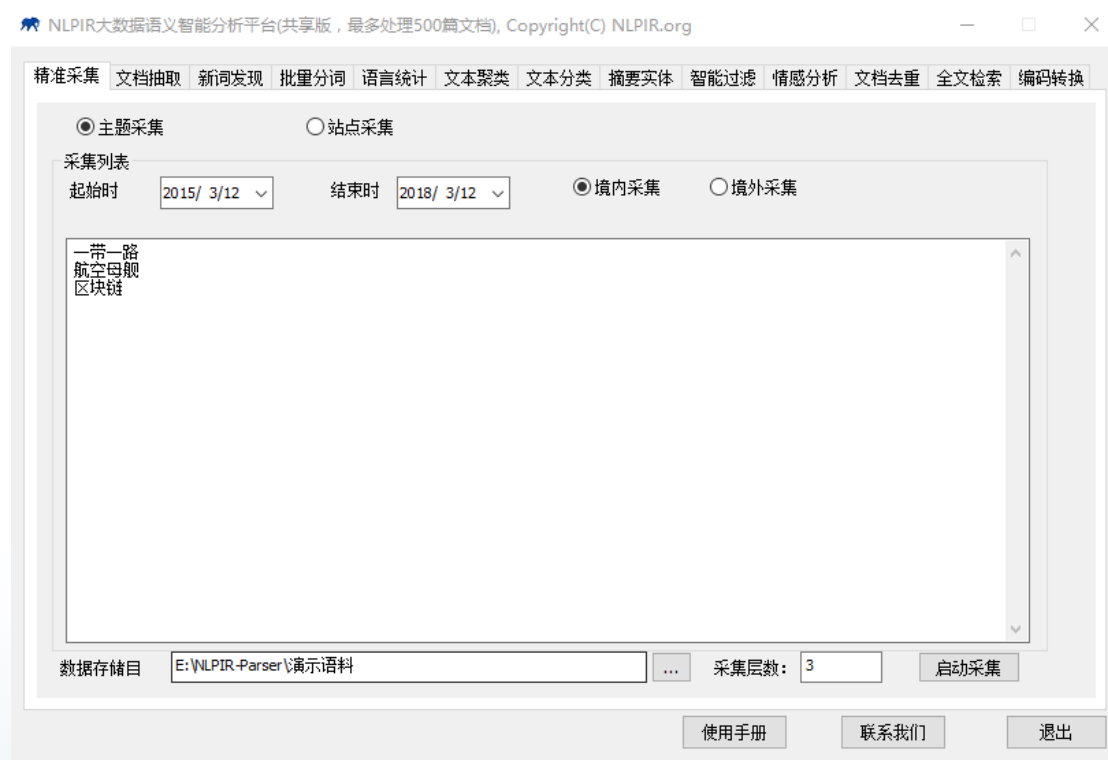 NLPIR大数据语义智能分析平台(共享版，最多处理500篇文档), Copyright(C) NLPIR.org
精准采集 文档抽取 新词发现 批量分词 语言统计 文本聚类 文本分类 摘要实体 智能过滤 情感分析 文档去重 全文检索 编码转换
主题采集 站点采集
采集列表
起始时 2015/ 3/12 结束时 2018/ 3/12 境内采集 境外采集
一带一路
航空母舰
区块链
数据存储目 E:\NLPIR-Parser\演示语料 ... 采集层数: 3 启动采集
使用手册 联系我们 退出